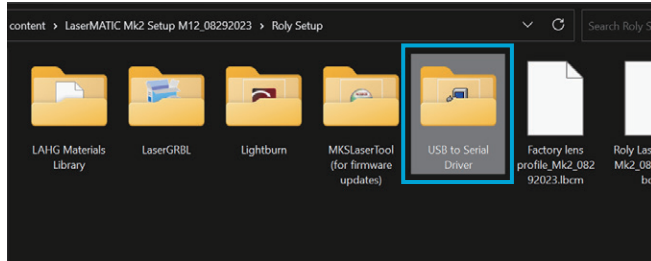 content > LaserMATIC Mk2 Setup M12_08292023 > Roly Setup
Search Roly S
LAHG Materials
Library
LaserGRBL
Lightburn
MKSLaserTool
(for firmware
updates)
USB to Serial
Driver
Factory lens
profile_Mk2_082
92023.lbcm
Roly Las
Mk2_08
bo